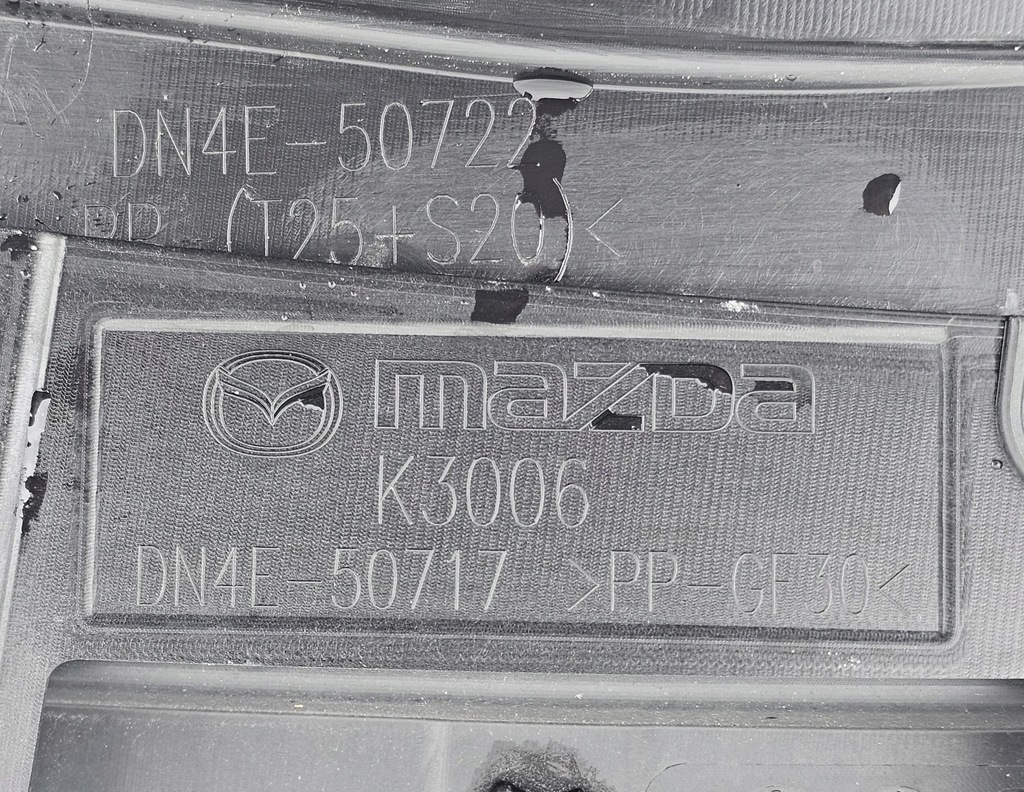 DN4E-50722
PP (T25+S20)<
mazda
K3006
DN4E-50717 >PP-GF30<